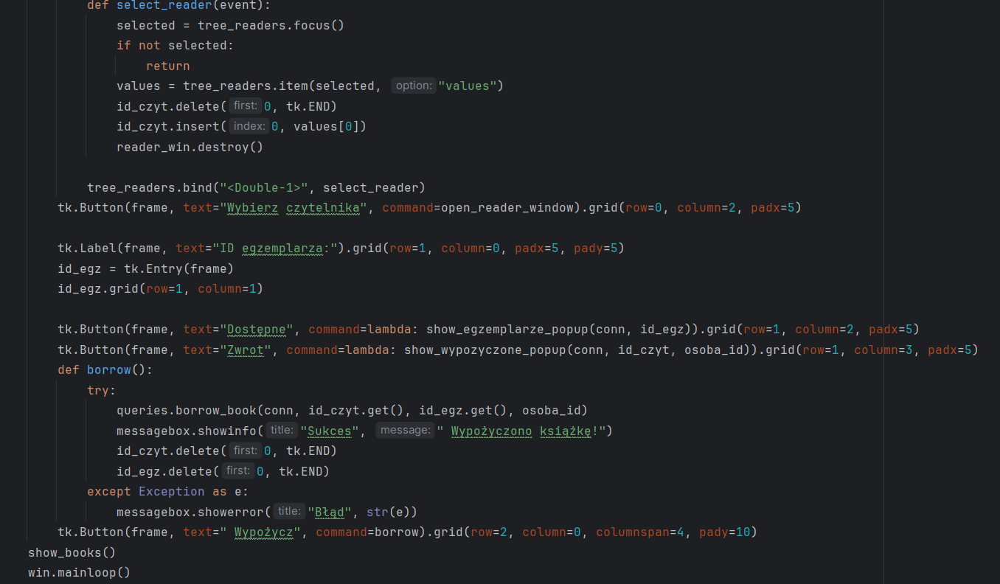 def select_reader(event):
selected = tree_readers.focus()
if not selected:
return
values = tree_readers.item(selected, option: "values")
id_czyt.delete( first: 0, tk.END)
id_czyt.insert( index: 0, values[0])
reader_win.destroy()
tree_readers.bind("<Double-1>", select_reader)
tk.Button(frame, text="Wybierz czytelnika", command=open_reader_window).grid(row=0, column=2, padx=5)
tk.Label(frame, text="ID egzemplarza:").grid(row=1, column=0, padx=5, pady=5)
id_egz = tk.Entry(frame)
id_egz.grid(row=1, column=1)
tk.Button(frame, text="Dostępne", command=lambda: show_egzemplarze_popup(conn, id_egz)).grid(row=1, column=2, padx=5)
tk.Button(frame, text="Zwrot", command=lambda: show_wypozyczone_popup(conn, id_czyt, osoba_id)).grid(row=1, column=3, padx=5)
def borrow():
try:
queries.borrow_book(conn, id_czyt.get(), id_egz.get(), osoba_id)
messagebox.showinfo( title: "Sukces", message: " Wypożyczono książkę!")
id_czyt.delete( first: 0, tk.END)
id_egz.delete( first: 0, tk.END)
except Exception as e:
messagebox.showerror( title: "Błąd", str(e))
tk.Button(frame, text=" Wypożycz", command=borrow).grid(row=2, column=0, columnspan=4, pady=10)
show_books()
win.mainloop()